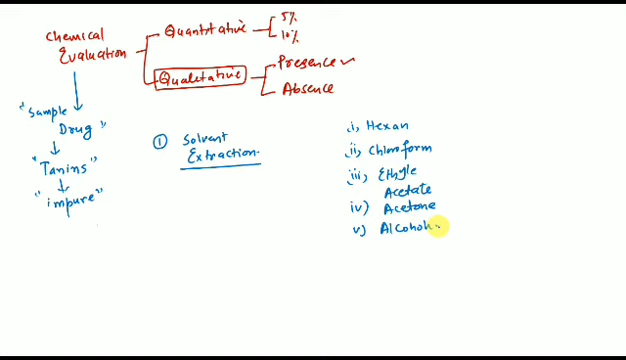 Chemical
Evaluation
Quantitative
5%
10%
Qualitative
Presence
Absence
"Sample
Drug"
"Tanins"
"impure"
① Solvent
Extraction
i, Hexan
ii, Chloroform
iii, Ethyle
Acetate
iv) Acetone
v) Alcohol